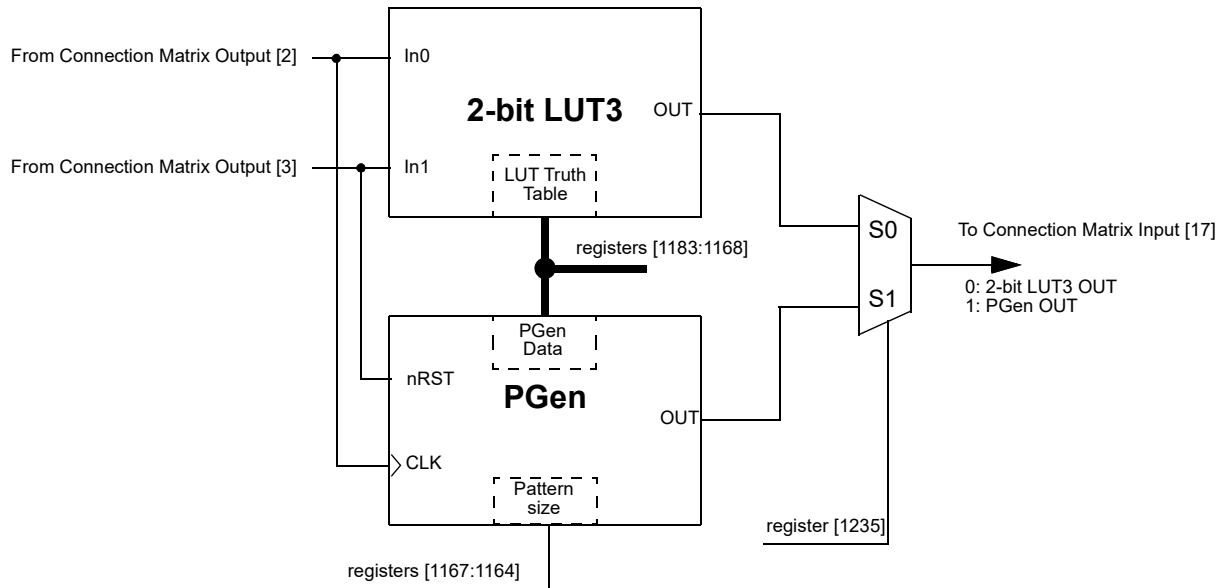 From Connection Matrix Output [2]
In0
2-bit LUT3
OUT
From Connection Matrix Output [3]
In1
LUT Truth
Table
registers [1183:1168]
S0
To Connection Matrix Input [17]
0: 2-bit LUT3 OUT
1: PGen OUT
S1
PGen
Data
nRST
PGen
OUT
CLK
Pattern
size
register [1235]
registers [1167:1164]